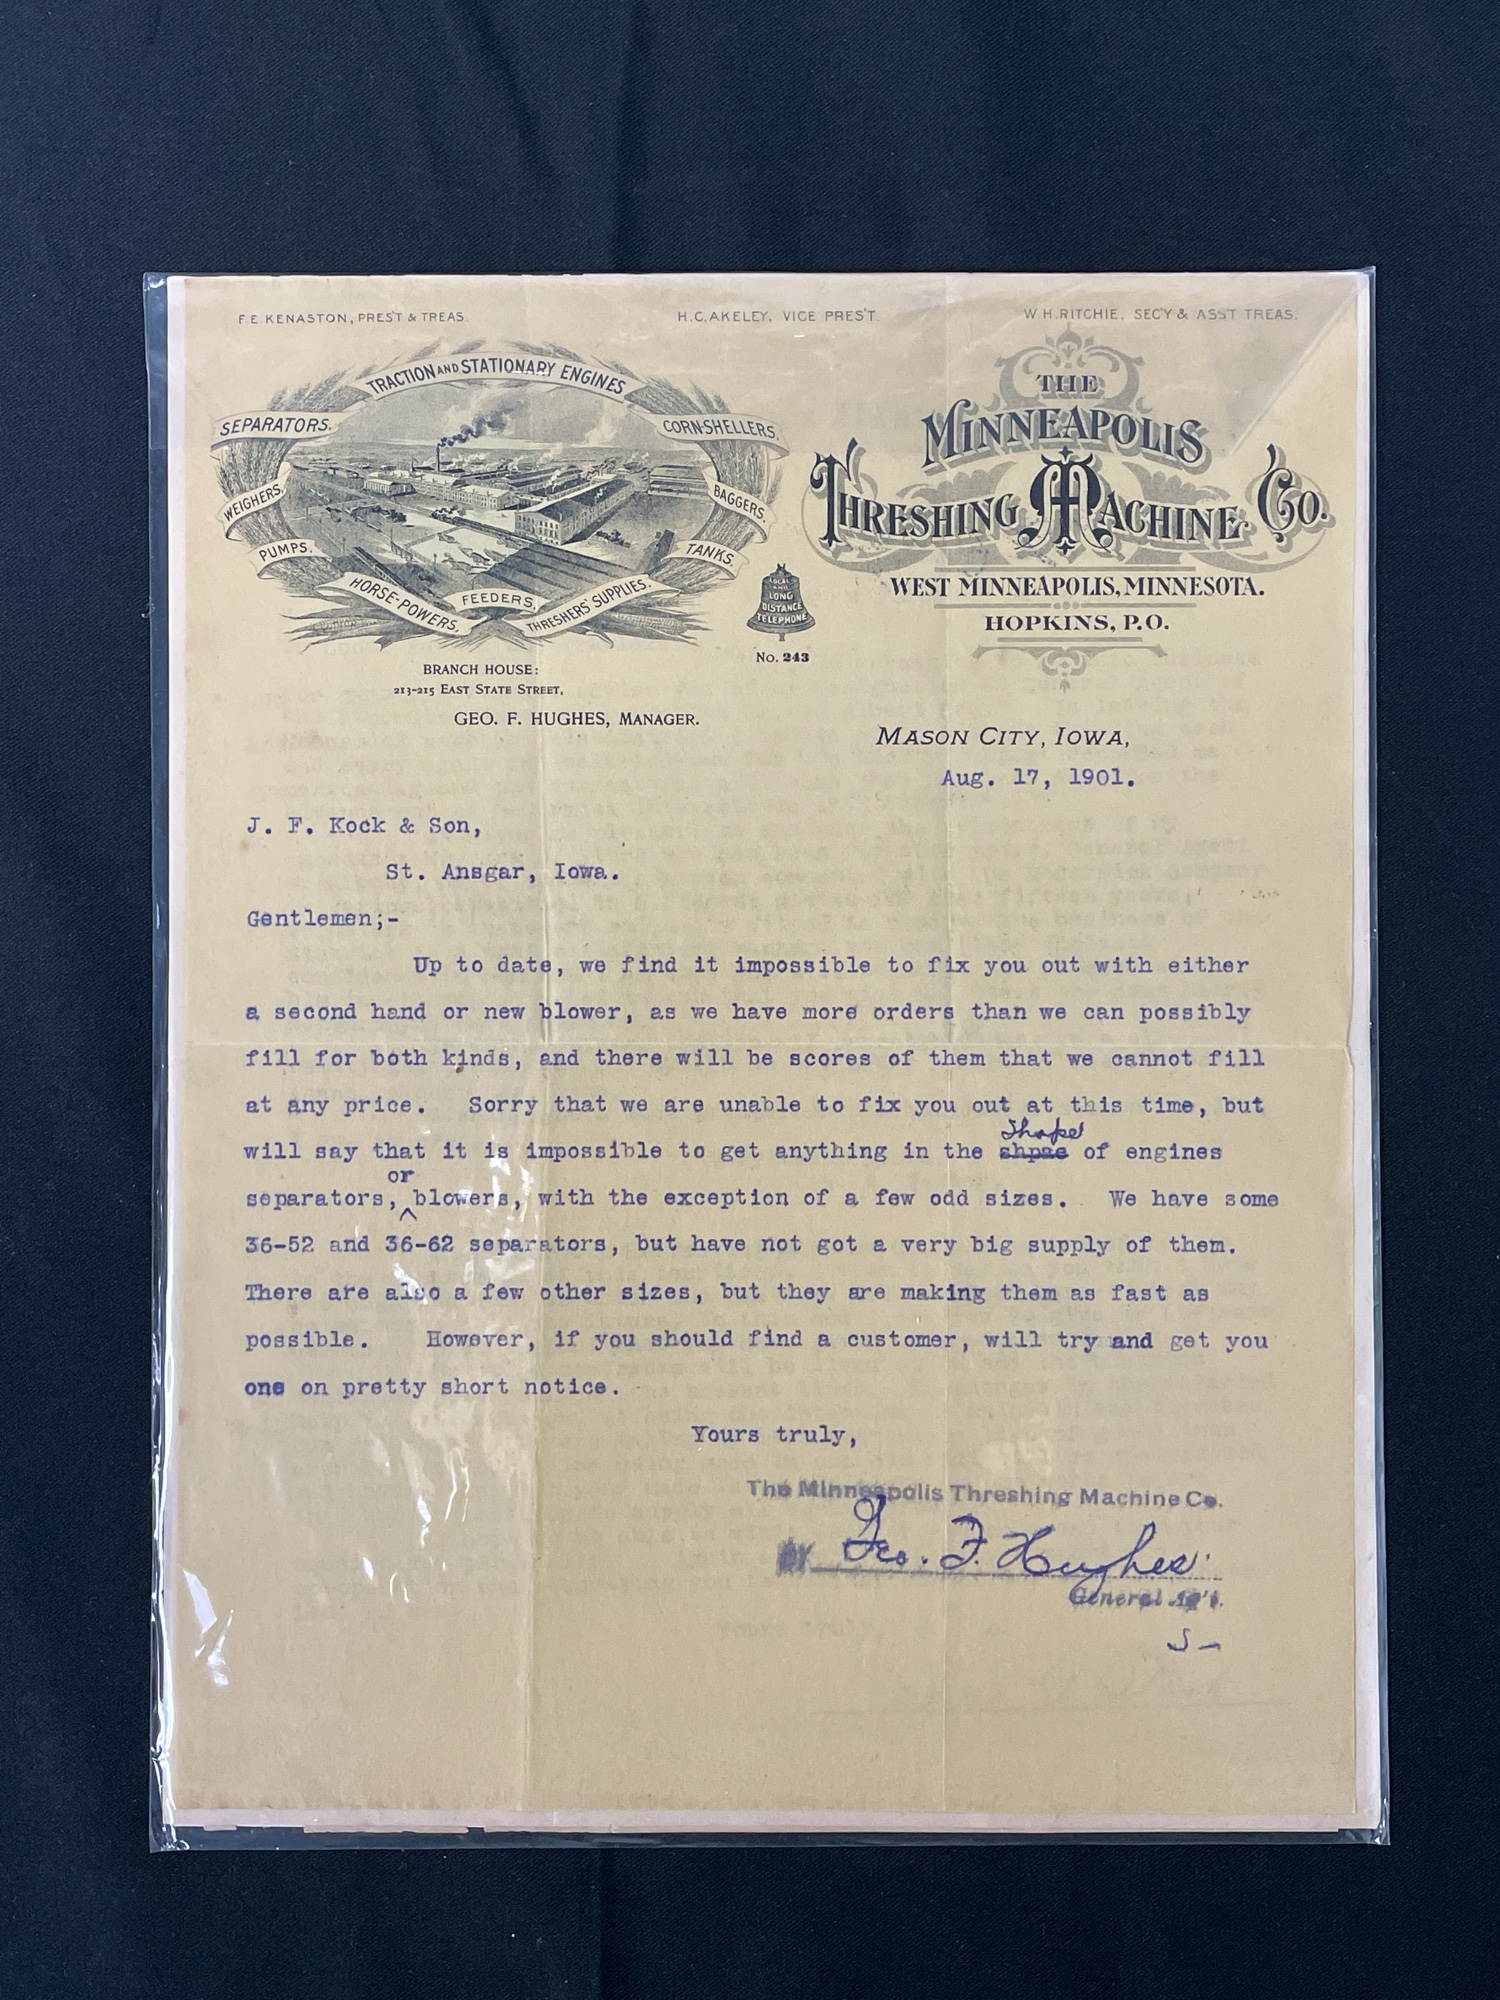 F.E.KENASTON, PRES'T & TREAS.
H.C.AKELEY, VICE PRES'T.
W.H.RITCHIE, SEC'Y & ASS'T TREAS.
TRACTION AND STATIONARY ENGINES
SEPARATORS.
CORN-SHELLERS.
WEIGHERS.
BAGGERS.
PUMPS.
TANKS.
HORSE-POWERS.
FEEDERS.
THRESHERS' SUPPLIES.
THE
MINNEAPOLIS
THRESHING MACHINE CO.
WEST MINNEAPOLIS, MINNESOTA.
HOPKINS, P.O.
LOCAL
AND
LONG
DISTANCE
TELEPHONE
No. 243
BRANCH HOUSE:
213-215 EAST STATE STREET,
GEO. F. HUGHES, MANAGER.
MASON CITY, IOWA,
Aug. 17, 1901.
J. F. Kock & Son,
St. Ansgar, Iowa.
Gentlemen;-
Up to date, we find it impossible to fix you out with either
a second hand or new blower, as we have more orders than we can possibly
fill for both kinds, and there will be scores of them that we cannot fill
at any price. Sorry that we are unable to fix you out at this time, but
Shape
will say that it is impossible to get anything in the shpae of engines
or
separators, blowers, with the exception of a few odd sizes. We have some
36-52 and 36-62 separators, but have not got a very big supply of them.
There are also a few other sizes, but they are making them as fast as
possible. However, if you should find a customer, will try and get you
one on pretty short notice.
Yours truly,
The Minneapolis Threshing Machine Co.
Geo. F. Hughes.
General Ag't.
S-